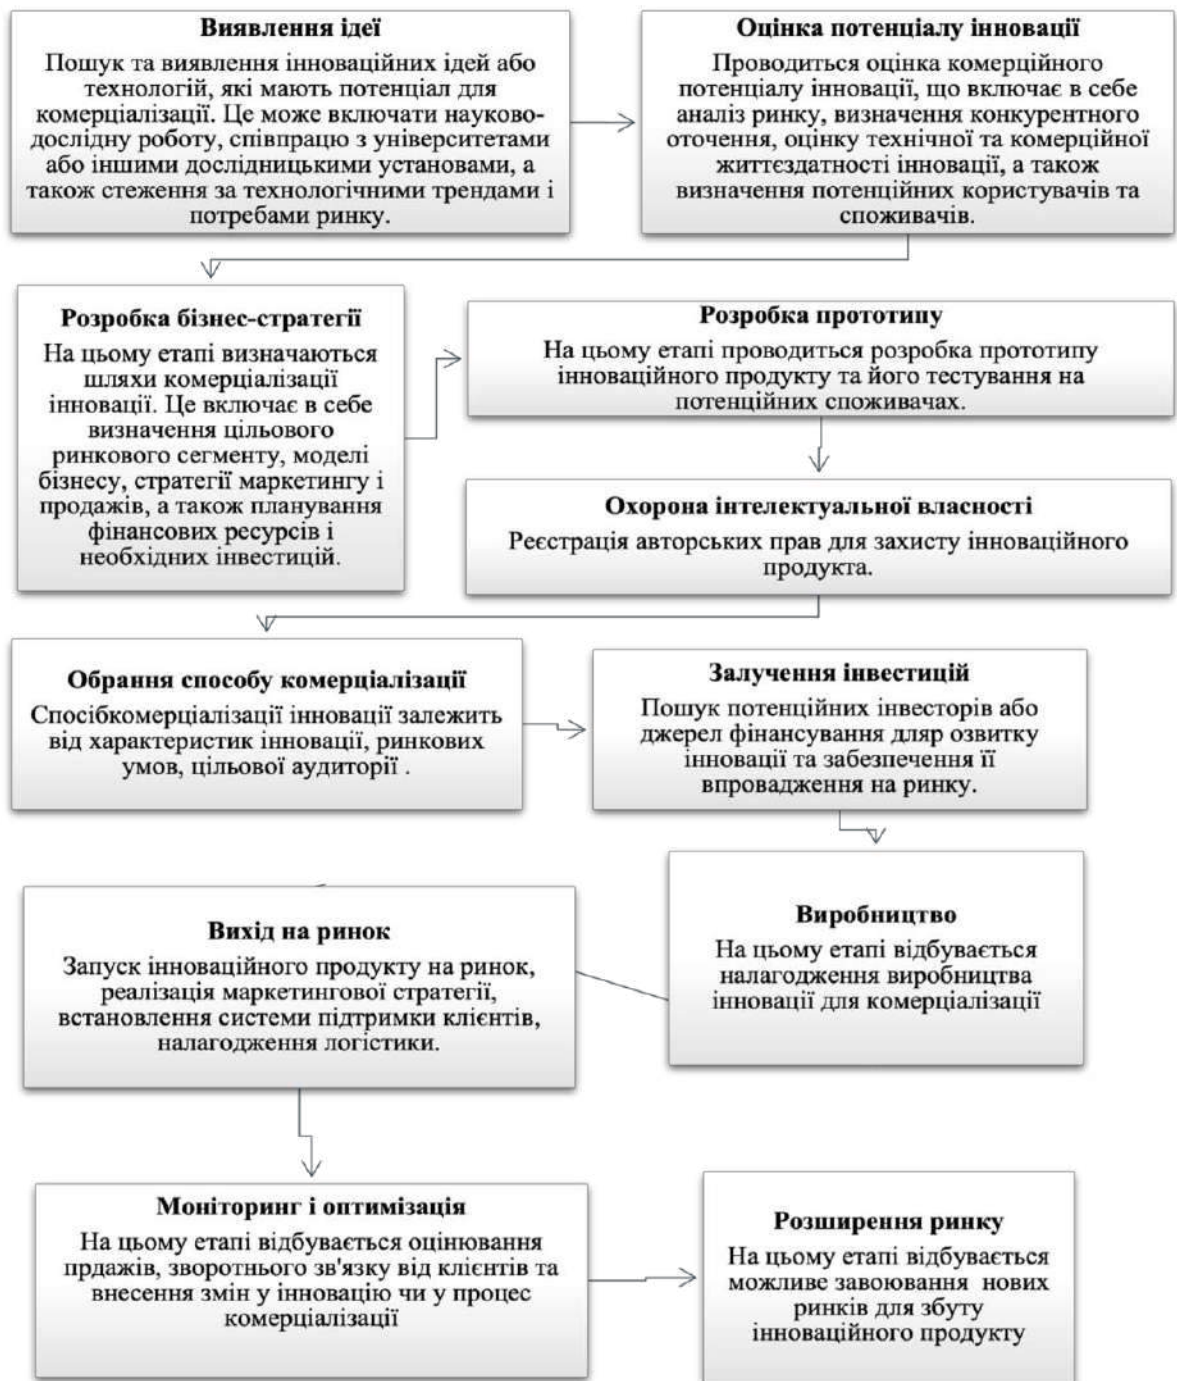 Виявлення ідеї
Пошук та виявлення інноваційних ідей або
технологій, які мають потенціал для
комерціалізації. Це може включати науково-
дослідну роботу, співпрацю з університетами
або іншими дослідницькими установами, а
також стеження за технологічними трендами і
потребами ринку.
Оцінка потенціалу інновації
Проводиться оцінка комерційного
потенціалу інновації, що включає в себе
аналіз ринку, визначення конкурентного
оточення, оцінку технічної та комерційної
життєздатності інновації, а також
визначення потенційних користувачів та
споживачів.
Розробка бізнес-стратегії
На цьому етапі визначаються
шляхи комерціалізації
інновації. Це включає в себе
визначення цільового
ринкового сегменту, моделі
бізнесу, стратегії маркетингу і
продажів, а також планування
фінансових ресурсів і
необхідних інвестицій.
Розробка прототипу
На цьому етапі проводиться розробка прототипу
інноваційного продукту та його тестування на
потенційних споживачах.
Охорона інтелектуальної власності
Реєстрація авторських прав для захисту інноваційного
продукта.
Обрання способу комерціалізації
Спосібкомерціалізації інновації залежить
від характеристик інновації, ринкових
умов, цільової аудиторії .
Залучення інвестицій
Пошук потенційних інвесторів або
джерел фінансування дляр озвитку
інновації та забезпечення її
впровадження на ринку.
Виробництво
На цьому етапі відбувається
налагодження виробництва
інновації для комерціалізації
Вихід на ринок
Запуск інноваційного продукту на ринок,
реалізація маркетингової стратегії,
встановлення системи підтримки клієнтів,
налагодження логістики.
Моніторинг і оптимізація
На цьому етапі відбувається оцінювання
прдажів, зворотнього зв'язку від клієнтів та
внесення змін у інновацію чи у процес
комерціалізації
Розширення ринку
На цьому етапі відбувається
можливе завоювання  нових
ринків для збуту
інноваційного продукту